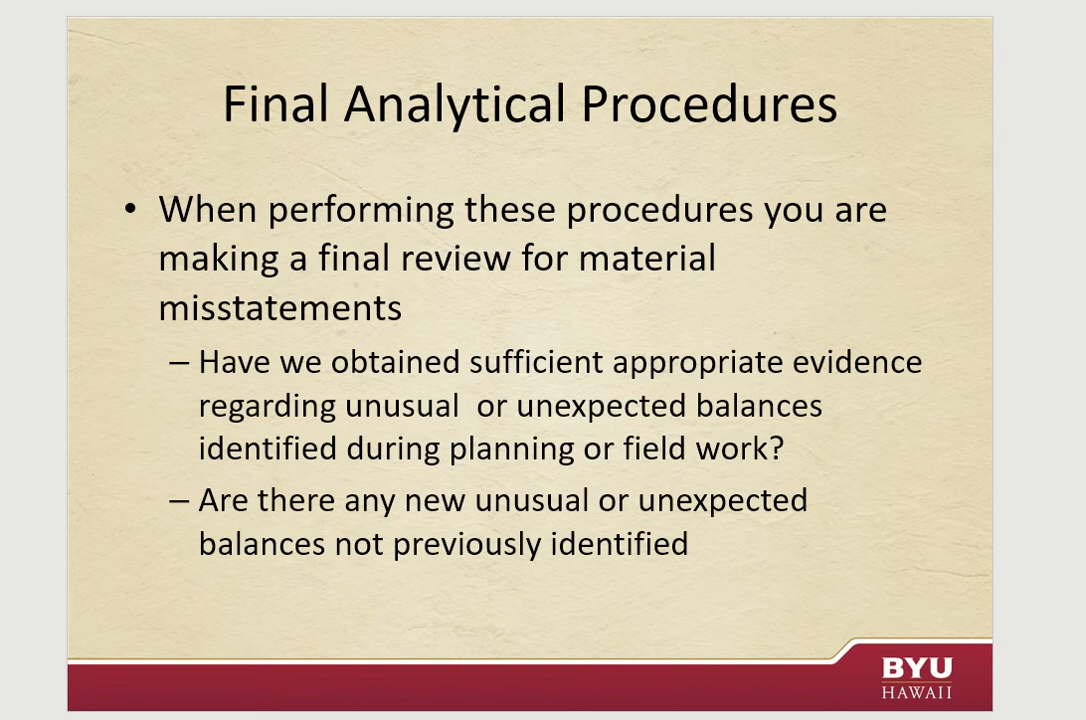 Final Analytical Procedures
• When performing these procedures you are
making a final review for material
misstatements
– Have we obtained sufficient appropriate evidence
regarding unusual  or unexpected balances
identified during planning or field work?
– Are there any new unusual or unexpected
balances not previously identified
BYU
HAWAII